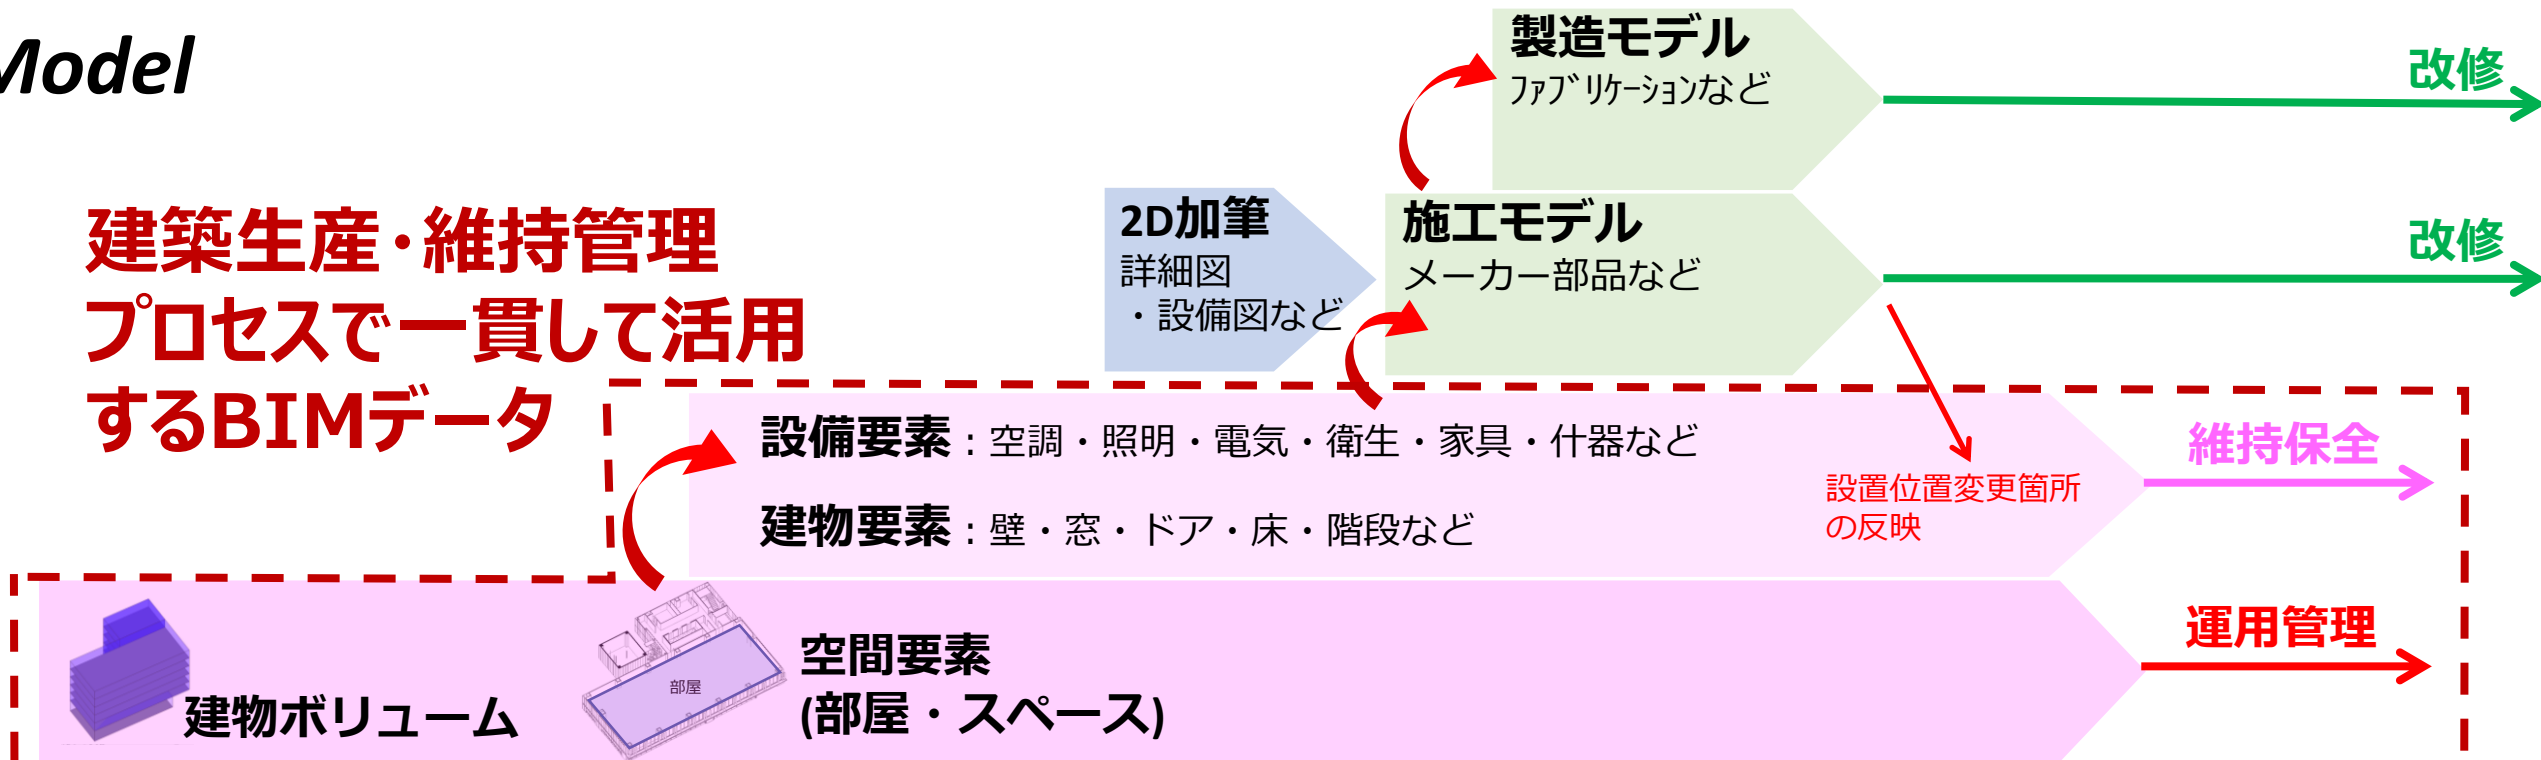 Model
建築生産・維持管理
プロセスで一貫して活用
するBIMデータ
製造モデル
ﾌｧﾌﾞﾘｹｰｼｮﾝなど
改修
2D加筆
詳細図
・設備図など
施工モデル
メーカー部品など
改修
設備要素：空調・照明・電気・衛生・家具・什器など
建物要素：壁・窓・ドア・床・階段など
設置位置変更箇所
の反映
維持保全
建物ボリューム
部屋
空間要素
(部屋・スペース)
運用管理